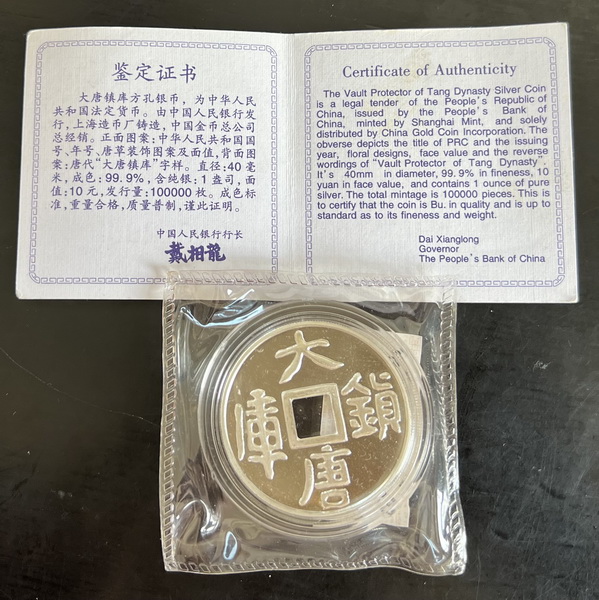 鉴定证书
大唐镇库方孔银币，为中华人民
共和国法定货币。由中国人民银行发
行，上海造币厂铸造，中国金币总公司
总经销。正面图案：中华人民共和国国
号、年号、唐草装饰图案及面值，背面图
案：唐代“大唐镇库”字样。直径：40毫
米，成色：99.9%，含纯银：1盎司，面
值：10元，发行量：100000枚。成色标
准，重量合格，质量普制，谨此证明。
中国人民银行行长
戴相龍
Certificate of Authenticity
The Vault Protector of Tang Dynasty Silver Coin
is a legal tender of the People's Republic of
China, issued by the People's Bank of
China, minted by Shanghai Mint, and solely
distributed by China Gold Coin Incorporation. The
obverse depicts the title of PRC and the issuing
year, floral designs, face value and the reverse
wordings of "Vault Protector of Tang Dynasty".
It's 40mm in diameter, 99.9% in fineness, 10
yuan in face value, and contains 1 ounce of pure
silver. The total mintage is 100000 pieces. This is
to certify that the coin is Bu. in quality and is up to
standard as to its fineness and weight.
Dai Xianglong
Governor
The People's Bank of China
大
唐
鎮
庫